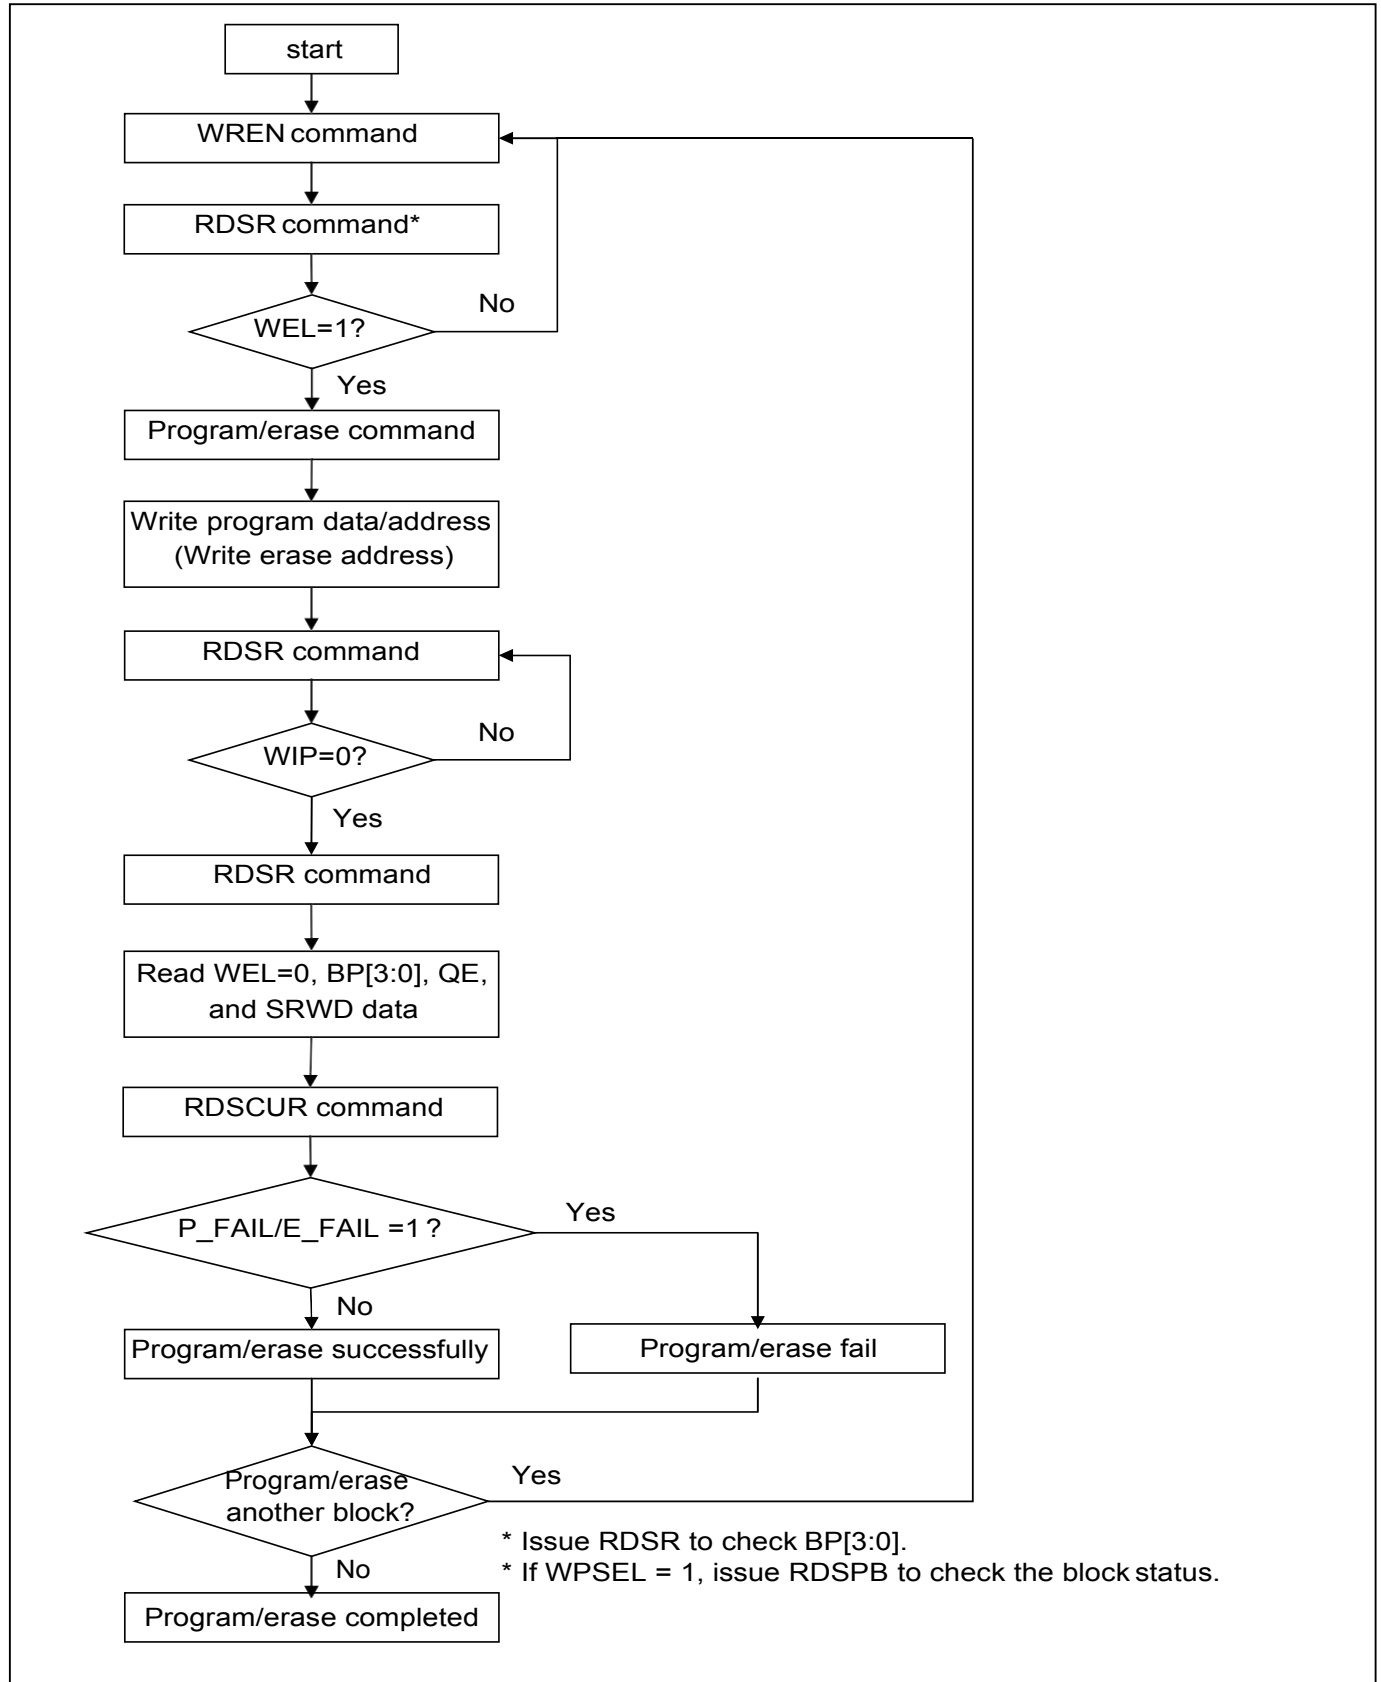 start
WREN command
RDSR command*
WEL=1?
No
Yes
Program/erase command
Write program data/address
(Write erase address)
RDSR command
WIP=0?
No
Yes
RDSR command
Read WEL=0, BP[3:0], QE,
and SRWD data
RDSCUR command
P_FAIL/E_FAIL =1 ?
Yes
No
Program/erase successfully
Program/erase fail
Program/erase
another block?
Yes
* Issue RDSR to check BP[3:0].
* If WPSEL = 1, issue RDSPB to check the block status.
No
Program/erase completed